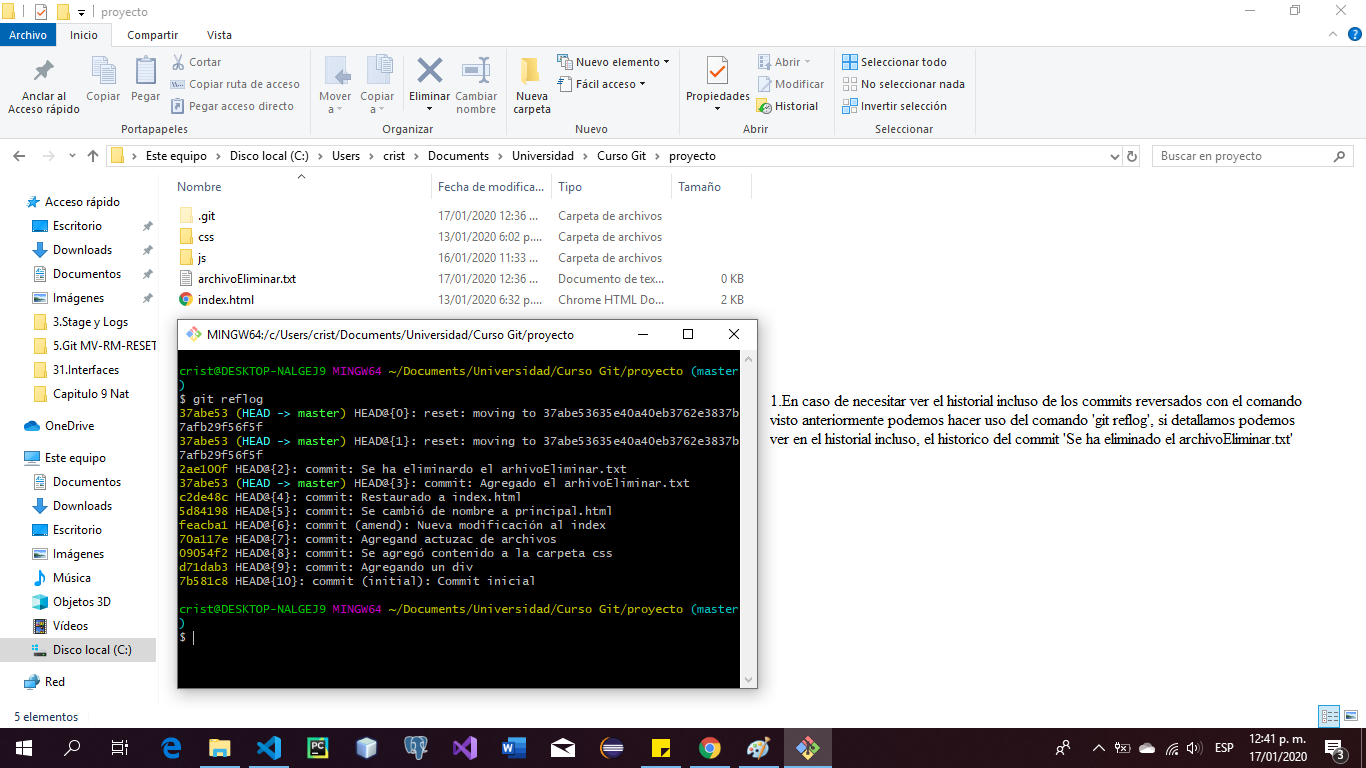 proyecto
Archivo Inicio Compartir Vista
Anclar al Acceso rápido
Copiar
Pegar
Cortar
Copiar ruta de acceso
Pegar acceso directo
Portapapeles
Mover a
Copiar a
Eliminar
Cambiar nombre
Organizar
Nueva carpeta
Nuevo elemento
Fácil acceso
Nuevo
Propiedades
Abrir
Modificar
Historial
Abrir
Seleccionar todo
No seleccionar nada
Invertir selección
Seleccionar
Este equipo > Disco local (C:) > Users > crist > Documents > Universidad > Curso Git > proyecto
Buscar en proyecto
Nombre Fecha de modifica... Tipo Tamaño
.git 17/01/2020 12:36 ... Carpeta de archivos
css 13/01/2020 6:02 p.... Carpeta de archivos
js 16/01/2020 11:33 ... Carpeta de archivos
archivoEliminar.txt 17/01/2020 12:36 ... Documento de tex... 0 KB
index.html 13/01/2020 6:32 p.... Chrome HTML Do... 2 KB
Acceso rápido
Escritorio
Downloads
Documentos
Imágenes
3.Stage y Logs
5.Git MV-RM-RESET
31.Interfaces
Capitulo 9 Nat
OneDrive
Este equipo
Documentos
Downloads
Escritorio
Imágenes
Música
Objetos 3D
Vídeos
Disco local (C:)
Red
5 elementos
MINGW64:/c/Users/crist/Documents/Universidad/Curso Git/proyecto
crist@DESKTOP-NALGEJ9 MINGW64 ~/Documents/Universidad/Curso Git/proyecto (master
)
$ git reflog
37abe53 (HEAD -> master) HEAD@{0}: reset: moving to 37abe53635e40a40eb3762e3837b
7afb29f56f5f
37abe53 (HEAD -> master) HEAD@{1}: reset: moving to 37abe53635e40a40eb3762e3837b
7afb29f56f5f
2ae100f HEAD@{2}: commit: Se ha eliminardo el arhivoEliminar.txt
37abe53 (HEAD -> master) HEAD@{3}: commit: Agregado el arhivoEliminar.txt
c2de48c HEAD@{4}: commit: Restaurado a index.html
5d84198 HEAD@{5}: commit: Se cambió de nombre a principal.html
feacba1 HEAD@{6}: commit (amend): Nueva modificación al index
70a117e HEAD@{7}: commit: Agregand actuzac de archivos
09054f2 HEAD@{8}: commit: Se agregó contenido a la carpeta css
d71dab3 HEAD@{9}: commit: Agregando un div
7b581c8 HEAD@{10}: commit (initial): Commit inicial
crist@DESKTOP-NALGEJ9 MINGW64 ~/Documents/Universidad/Curso Git/proyecto (master
)
$
1.En caso de necesitar ver el historial incluso de los commits reversados con el comando
visto anteriormente podemos hacer uso del comando 'git reflog', si detallamos podemos
ver en el historial incluso, el historico del commit 'Se ha eliminado el archivoEliminar.txt'
ESP
12:41 p. m.
17/01/2020
3